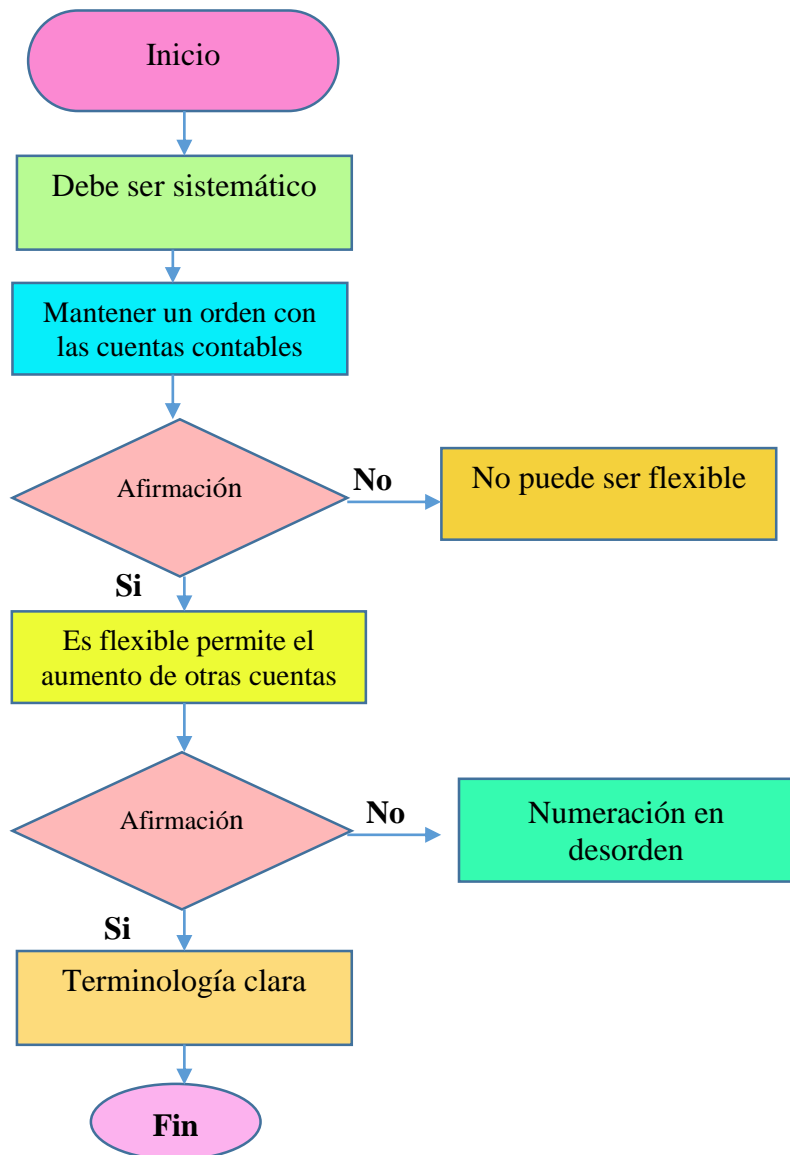 Inicio
Debe ser sistemático
Mantener un orden con
las cuentas contables
Afirmación
No
No puede ser flexible
Si
Es flexible permite el
aumento de otras cuentas
Afirmación
No
Numeración en
desorden
Si
Terminología clara
Fin